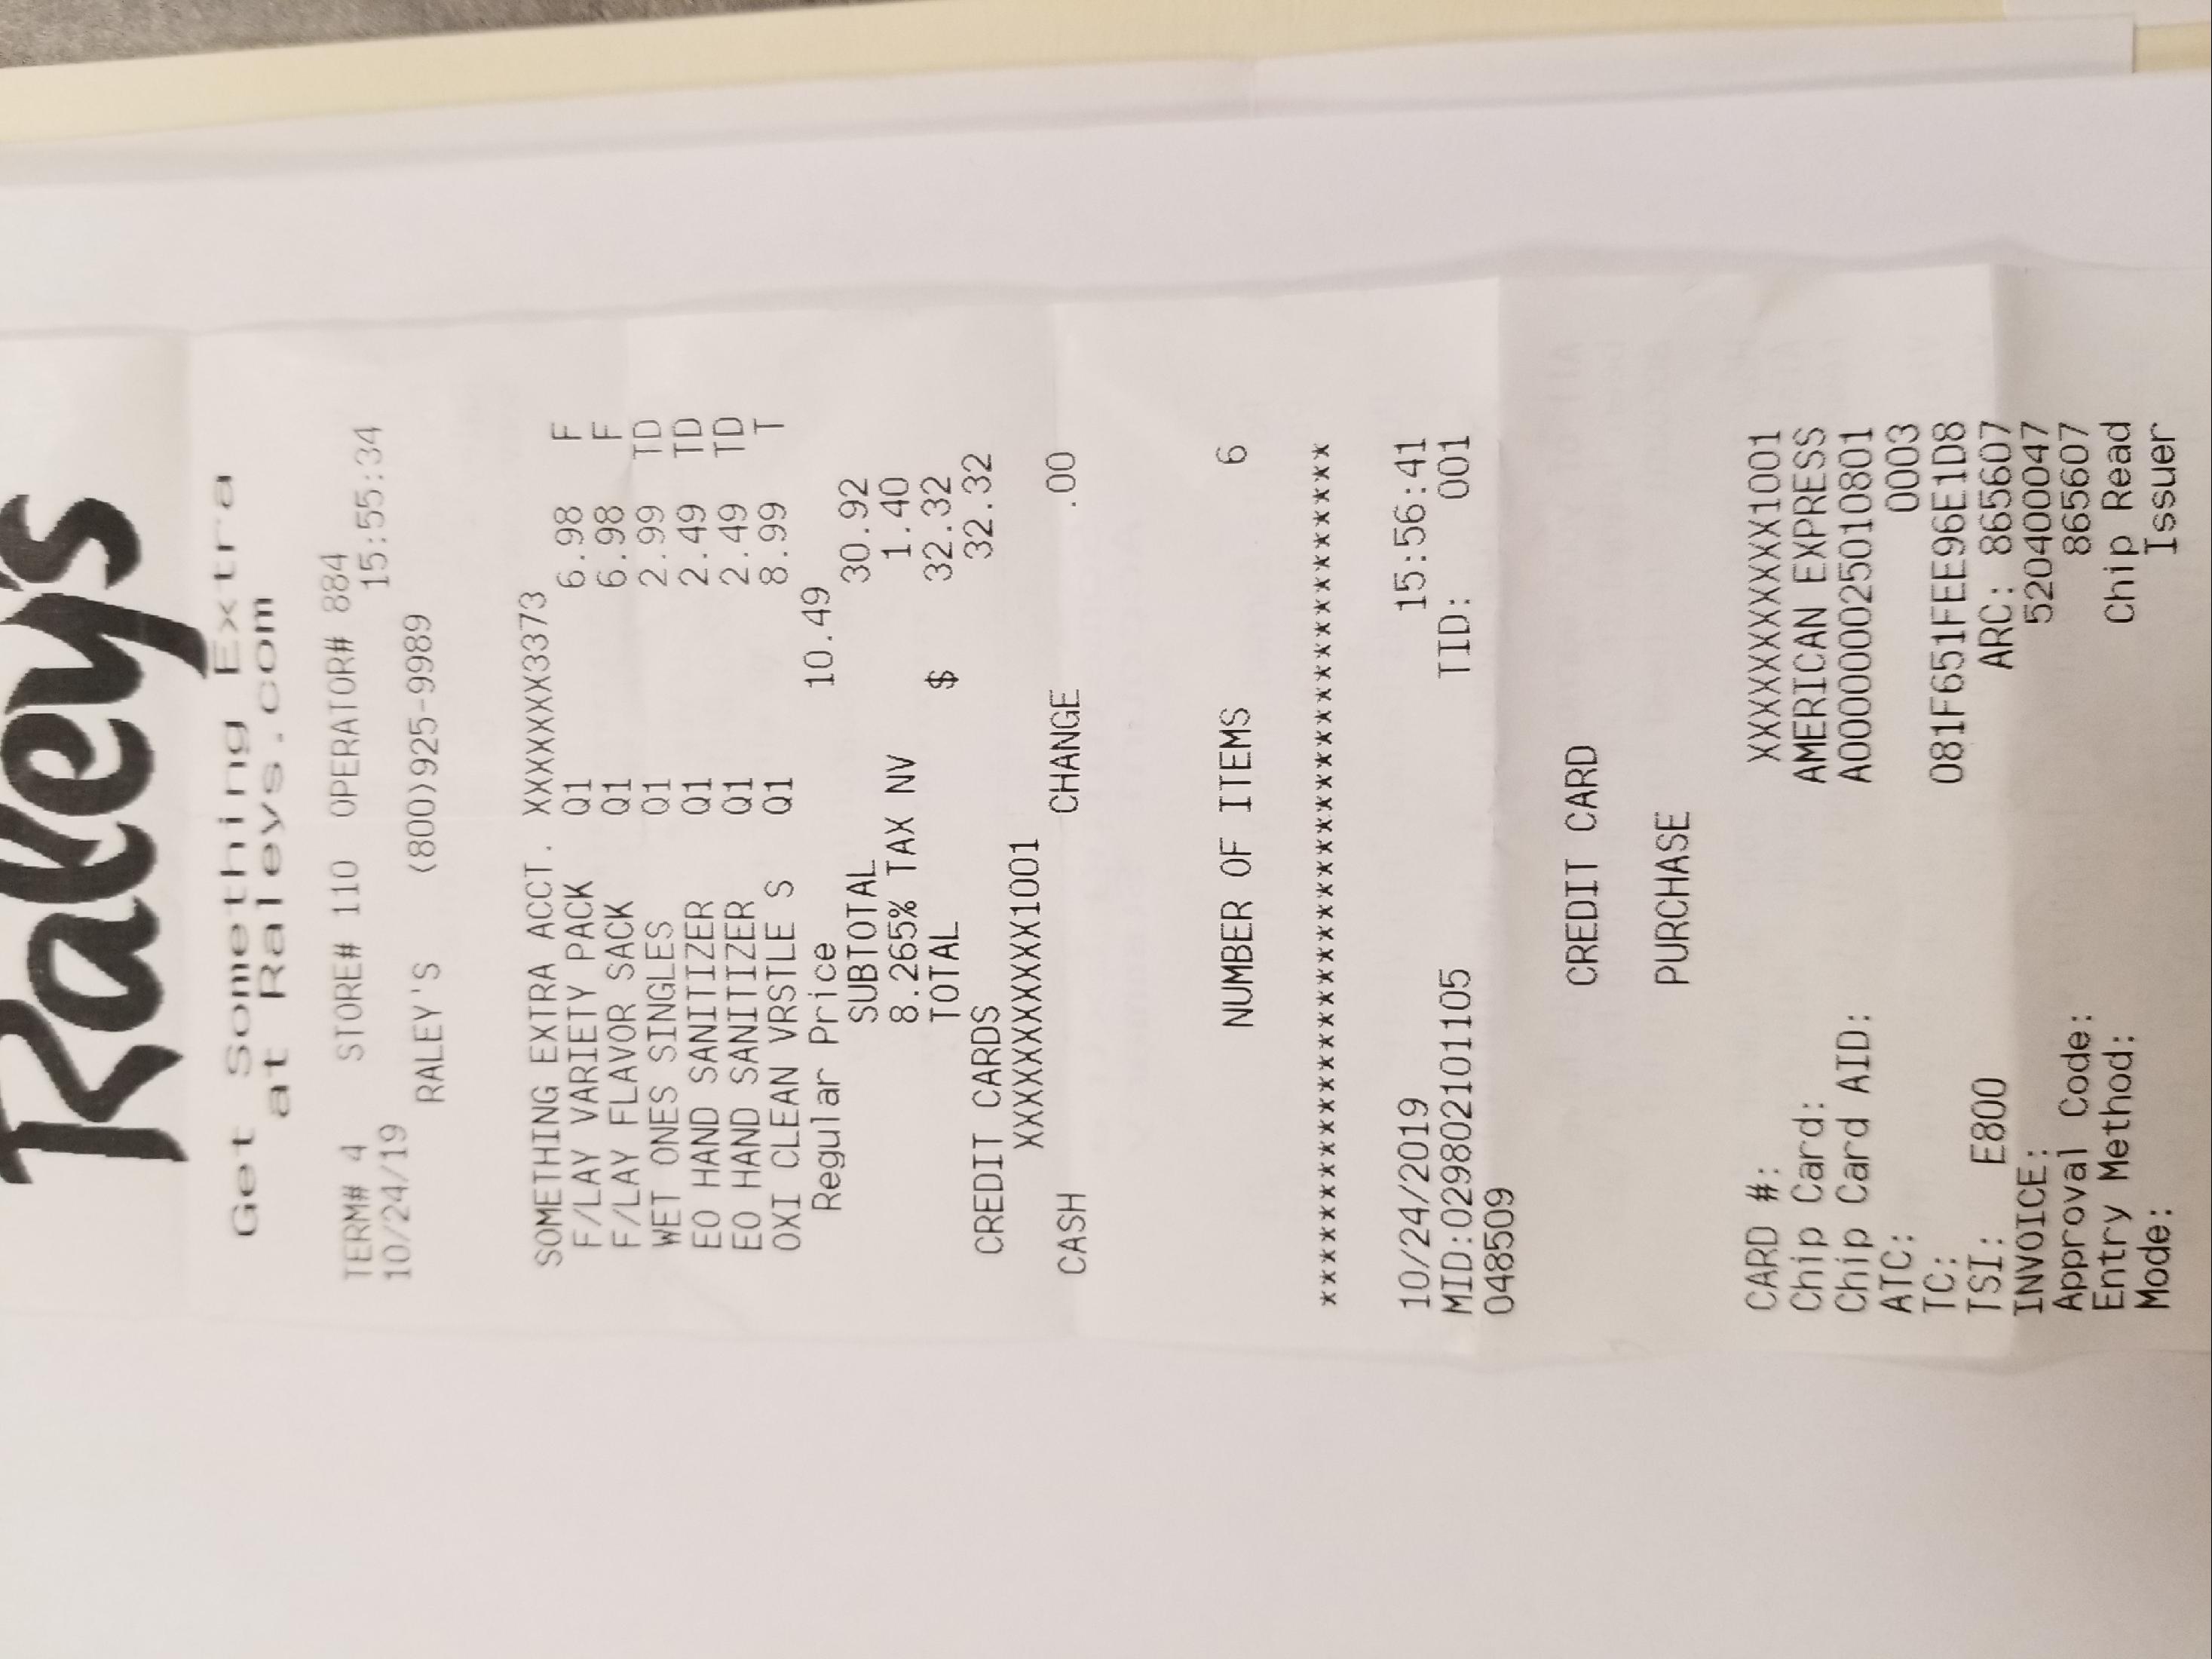 Raley's
Get Something Extra
at Raleys.com
TERM# 4 STORE# 110 OPERATOR# 884
10/24/19 15:55:34
RALEY'S (800)925-9989
SOMETHING EXTRA ACCT. XXXXXXX3373
F/LAY VARIETY PACK Q1 6.98 F
F/LAY FLAVOR SACK Q1 6.98 F
WET ONES SINGLES Q1 2.99 TD
EO HAND SANITIZER Q1 2.49 TD
EO HAND SANITIZER Q1 2.49 TD
OXI CLEAN VRSTLE S Q1 8.99 T
Regular Price 10.49
SUBTOTAL 30.92
8.265% TAX NV 1.40
TOTAL $ 32.32
CREDIT CARDS 32.32
XXXXXXXXXXX1001
CASH CHANGE .00
NUMBER OF ITEMS 6
******************************************
10/24/2019 15:56:41
MID:029802101105 TID: 001
048509
CREDIT CARD
PURCHASE
CARD #: XXXXXXXXXXX1001
Chip Card: AMERICAN EXPRESS
Chip Card AID: A000000025010801
ATC: 0003
TC: 081F651FEE96E1D8
TSI: E800 ARC: 865607
INVOICE: 520400047
Approval Code: 865607
Entry Method: Chip Read
Mode: Issuer